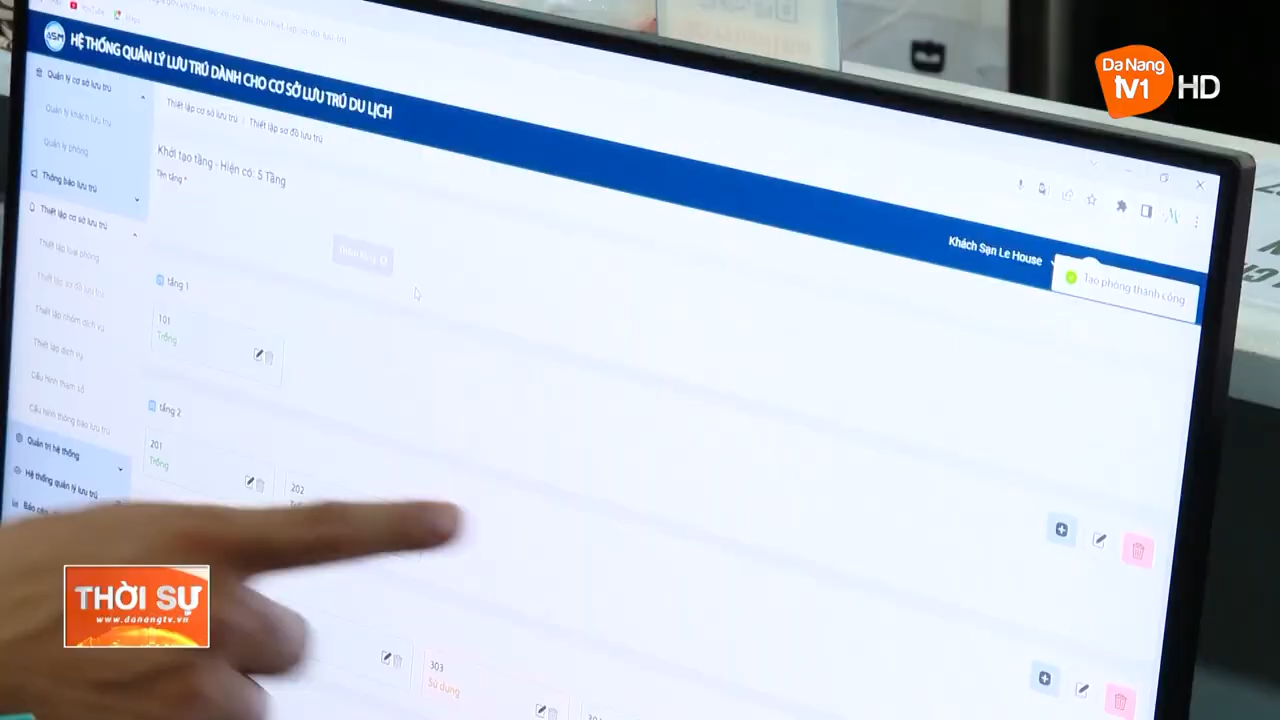 YouTube
Maps
Da Nang
tv1 HD
ASM
HỆ THỐNG QUẢN LÝ LƯU TRÚ DÀNH CHO CƠ SỞ LƯU TRÚ DU LỊCH
Khách Sạn Le House
Tạo phòng thành công
Quản lý cơ sở lưu trú
Quản lý khách lưu trú
Quản lý phòng
Thông báo lưu trú
Thiết lập cơ sở lưu trú
Thiết lập loại phòng
Thiết lập sơ đồ lưu trú
Thiết lập nhóm dịch vụ
Thiết lập dịch vụ
Cấu hình tham số
Cấu hình thông báo lưu trú
Quản trị hệ thống
Hệ thống quản lý lưu trú
Thiết lập cơ sở lưu trú / Thiết lập sơ đồ lưu trú
Khởi tạo tầng - Hiện có: 5 Tầng
Tên tầng *
tầng 1
101
Trống
tầng 2
201
Trống
202
303
Sử dụng
THỜI SỰ
www.danangtv.vn